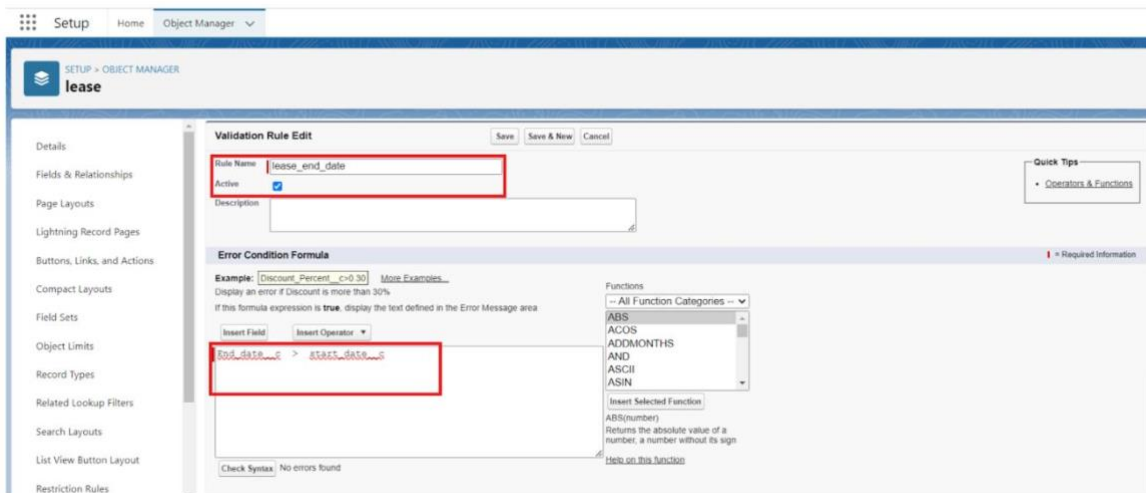 Setup Home Object Manager
SETUP > OBJECT MANAGER
lease
Details
Fields & Relationships
Page Layouts
Lightning Record Pages
Buttons, Links, and Actions
Compact Layouts
Field Sets
Object Limits
Record Types
Related Lookup Filters
Search Layouts
List View Button Layout
Restriction Rules
Validation Rule Edit Save Save & New Cancel
Rule Name lease_end_date
Active
Description
Quick Tips
• Operators & Functions
Error Condition Formula = Required Information
Example: Discount_Percent__c>0.30 More Examples...
Display an error if Discount is more than 30%
If this formula expression is true, display the text defined in the Error Message area
Insert Field Insert Operator ▼
End_date__c > start_date__c
Functions
-- All Function Categories --
ABS
ACOS
ADDMONTHS
AND
ASCII
ASIN
Insert Selected Function
ABS(number)
Returns the absolute value of a
number, a number without its sign
Help on this function
Check Syntax No errors found